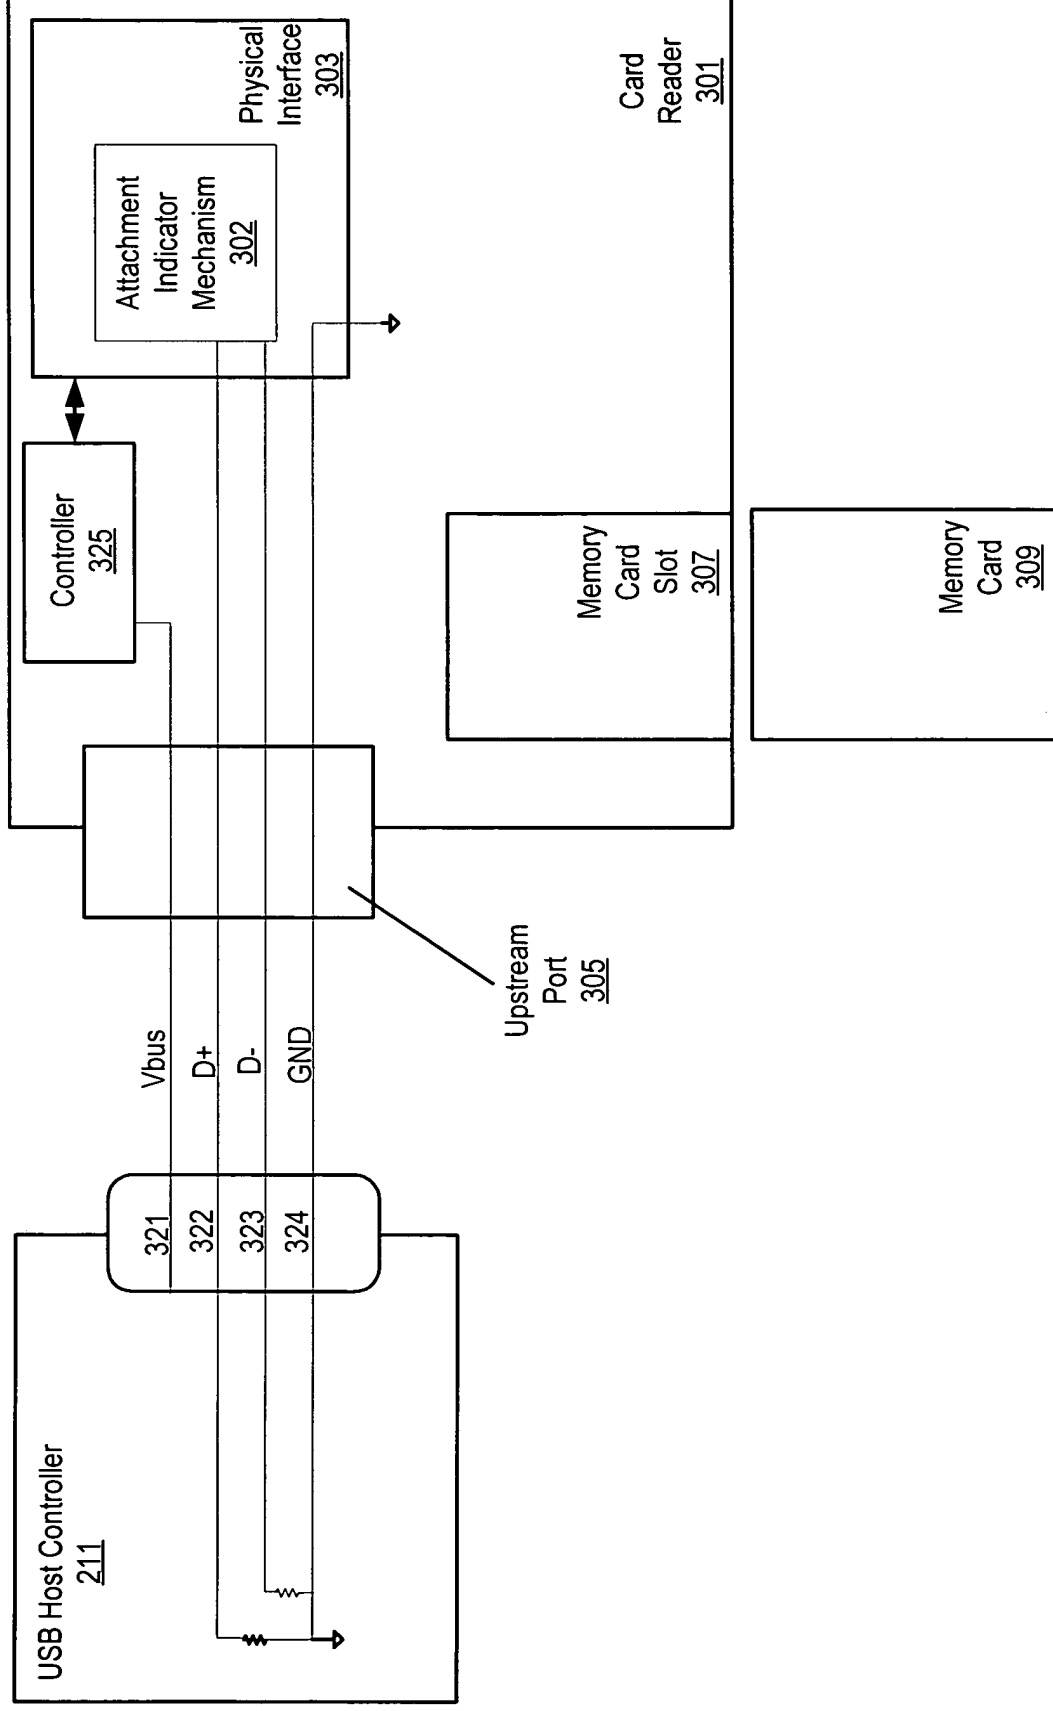 USB Host Controller
211
321
322
323
324
Vbus
D+
D-
GND
Upstream
Port
305
Controller
325
Attachment
Indicator
Mechanism
302
Physical
Interface
303
Memory
Card
Slot
307
Card
Reader
301
Memory
Card
309